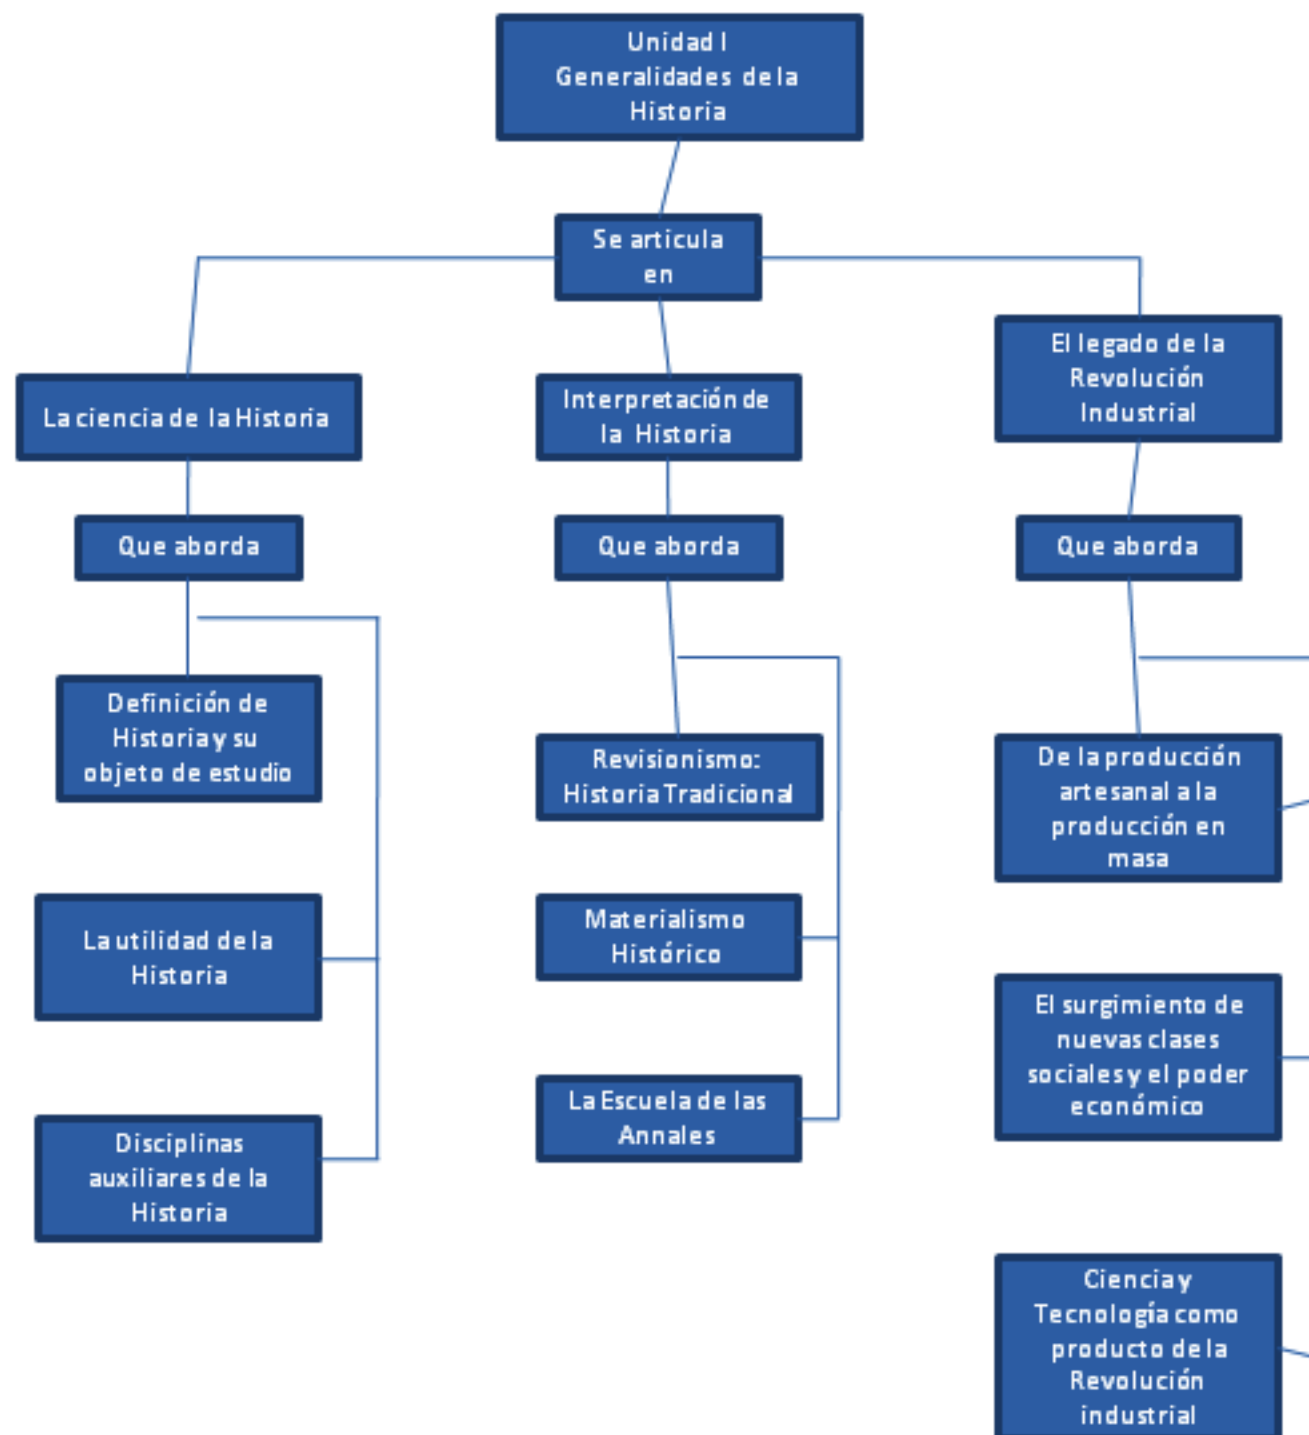 Unidad I
Generalidades de la
Historia
Se articula
en
La ciencia de la Historia
Que aborda
Definición de
Historia y su
objeto de estudio
La utilidad de la
Historia
Disciplinas
auxiliares de la
Historia
Interpretación de
la Historia
Que aborda
Revisionismo:
Historia Tradicional
Materialismo
Histórico
La Escuela de las
Annales
El legado de la
Revolución
Industrial
Que aborda
De la producción
artesanal a la
producción en
masa
El surgimiento de
nuevas clases
sociales y el poder
económico
Ciencia y
Tecnología como
producto de la
Revolución
industrial